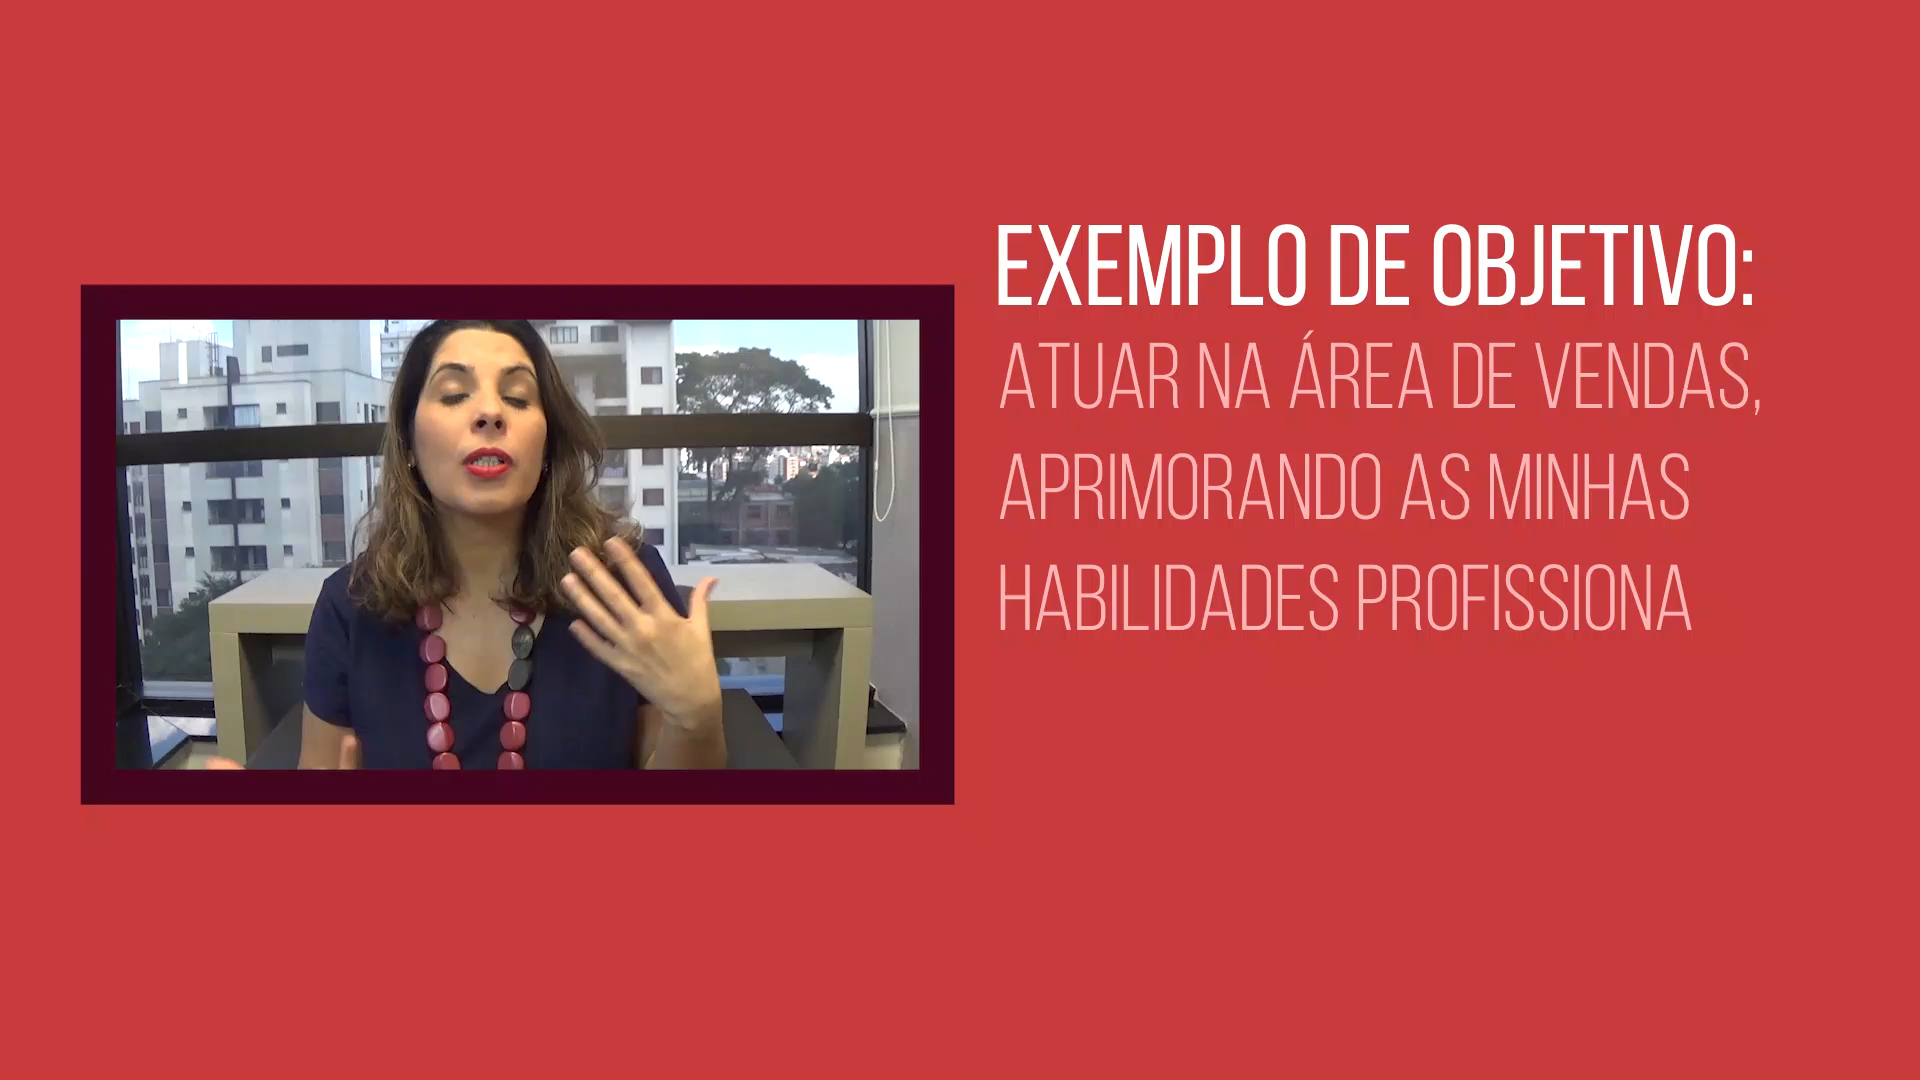 EXEMPLO DE OBJETIVO:
ATUAR NA ÁREA DE VENDAS,
APRIMORANDO AS MINHAS
HABILIDADES PROFISSIONA